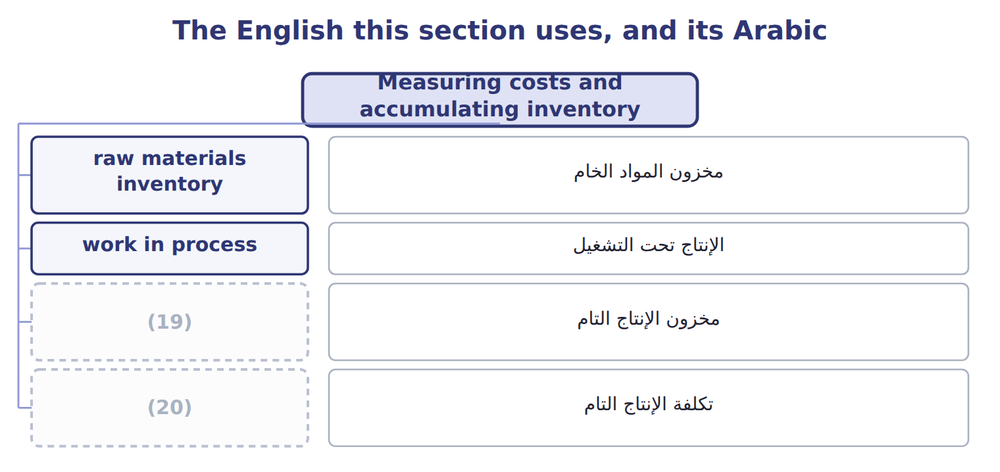 The English this section uses, and its Arabic
Measuring costs and
accumulating inventory
raw materials
inventory
مخزون المواد الخام
work in process
الإنتاج تحت التشغيل
(19)
مخزون الإنتاج التام
(20)
تكلفة الإنتاج التام